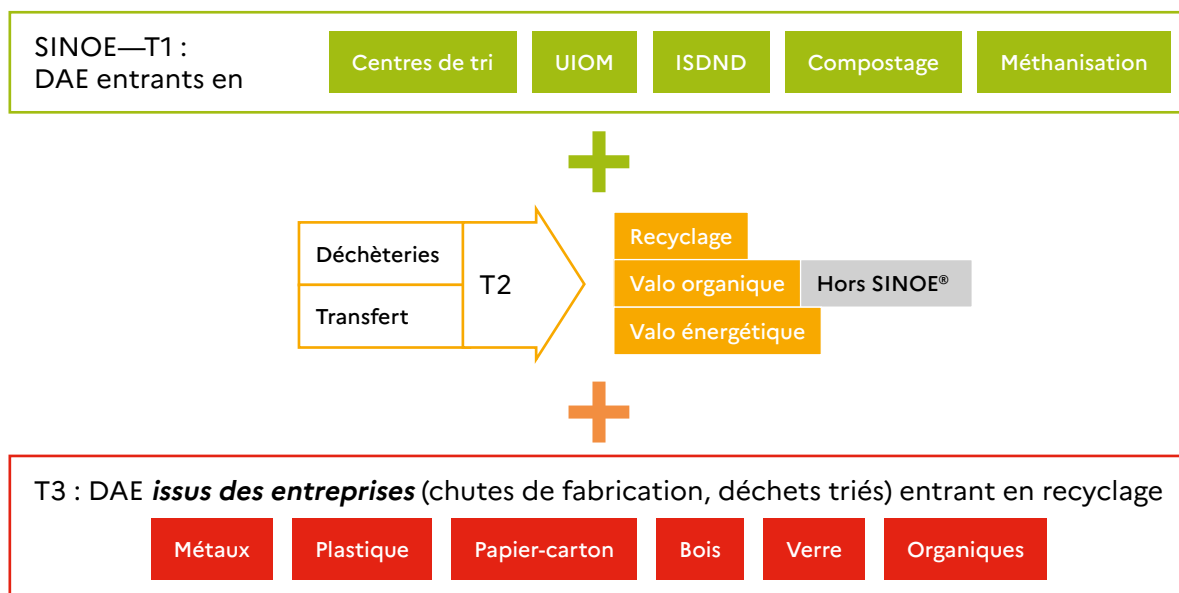 SINOE—T1 :
DAE entrants en
Centres de tri
UIOM
ISDND
Compostage
Méthanisation
Déchèteries
Transfert
T2
Recyclage
Valo organique
Hors SINOE®
Valo énergétique
T3 : DAE issus des entreprises (chutes de fabrication, déchets triés) entrant en recyclage
Métaux
Plastique
Papier-carton
Bois
Verre
Organiques